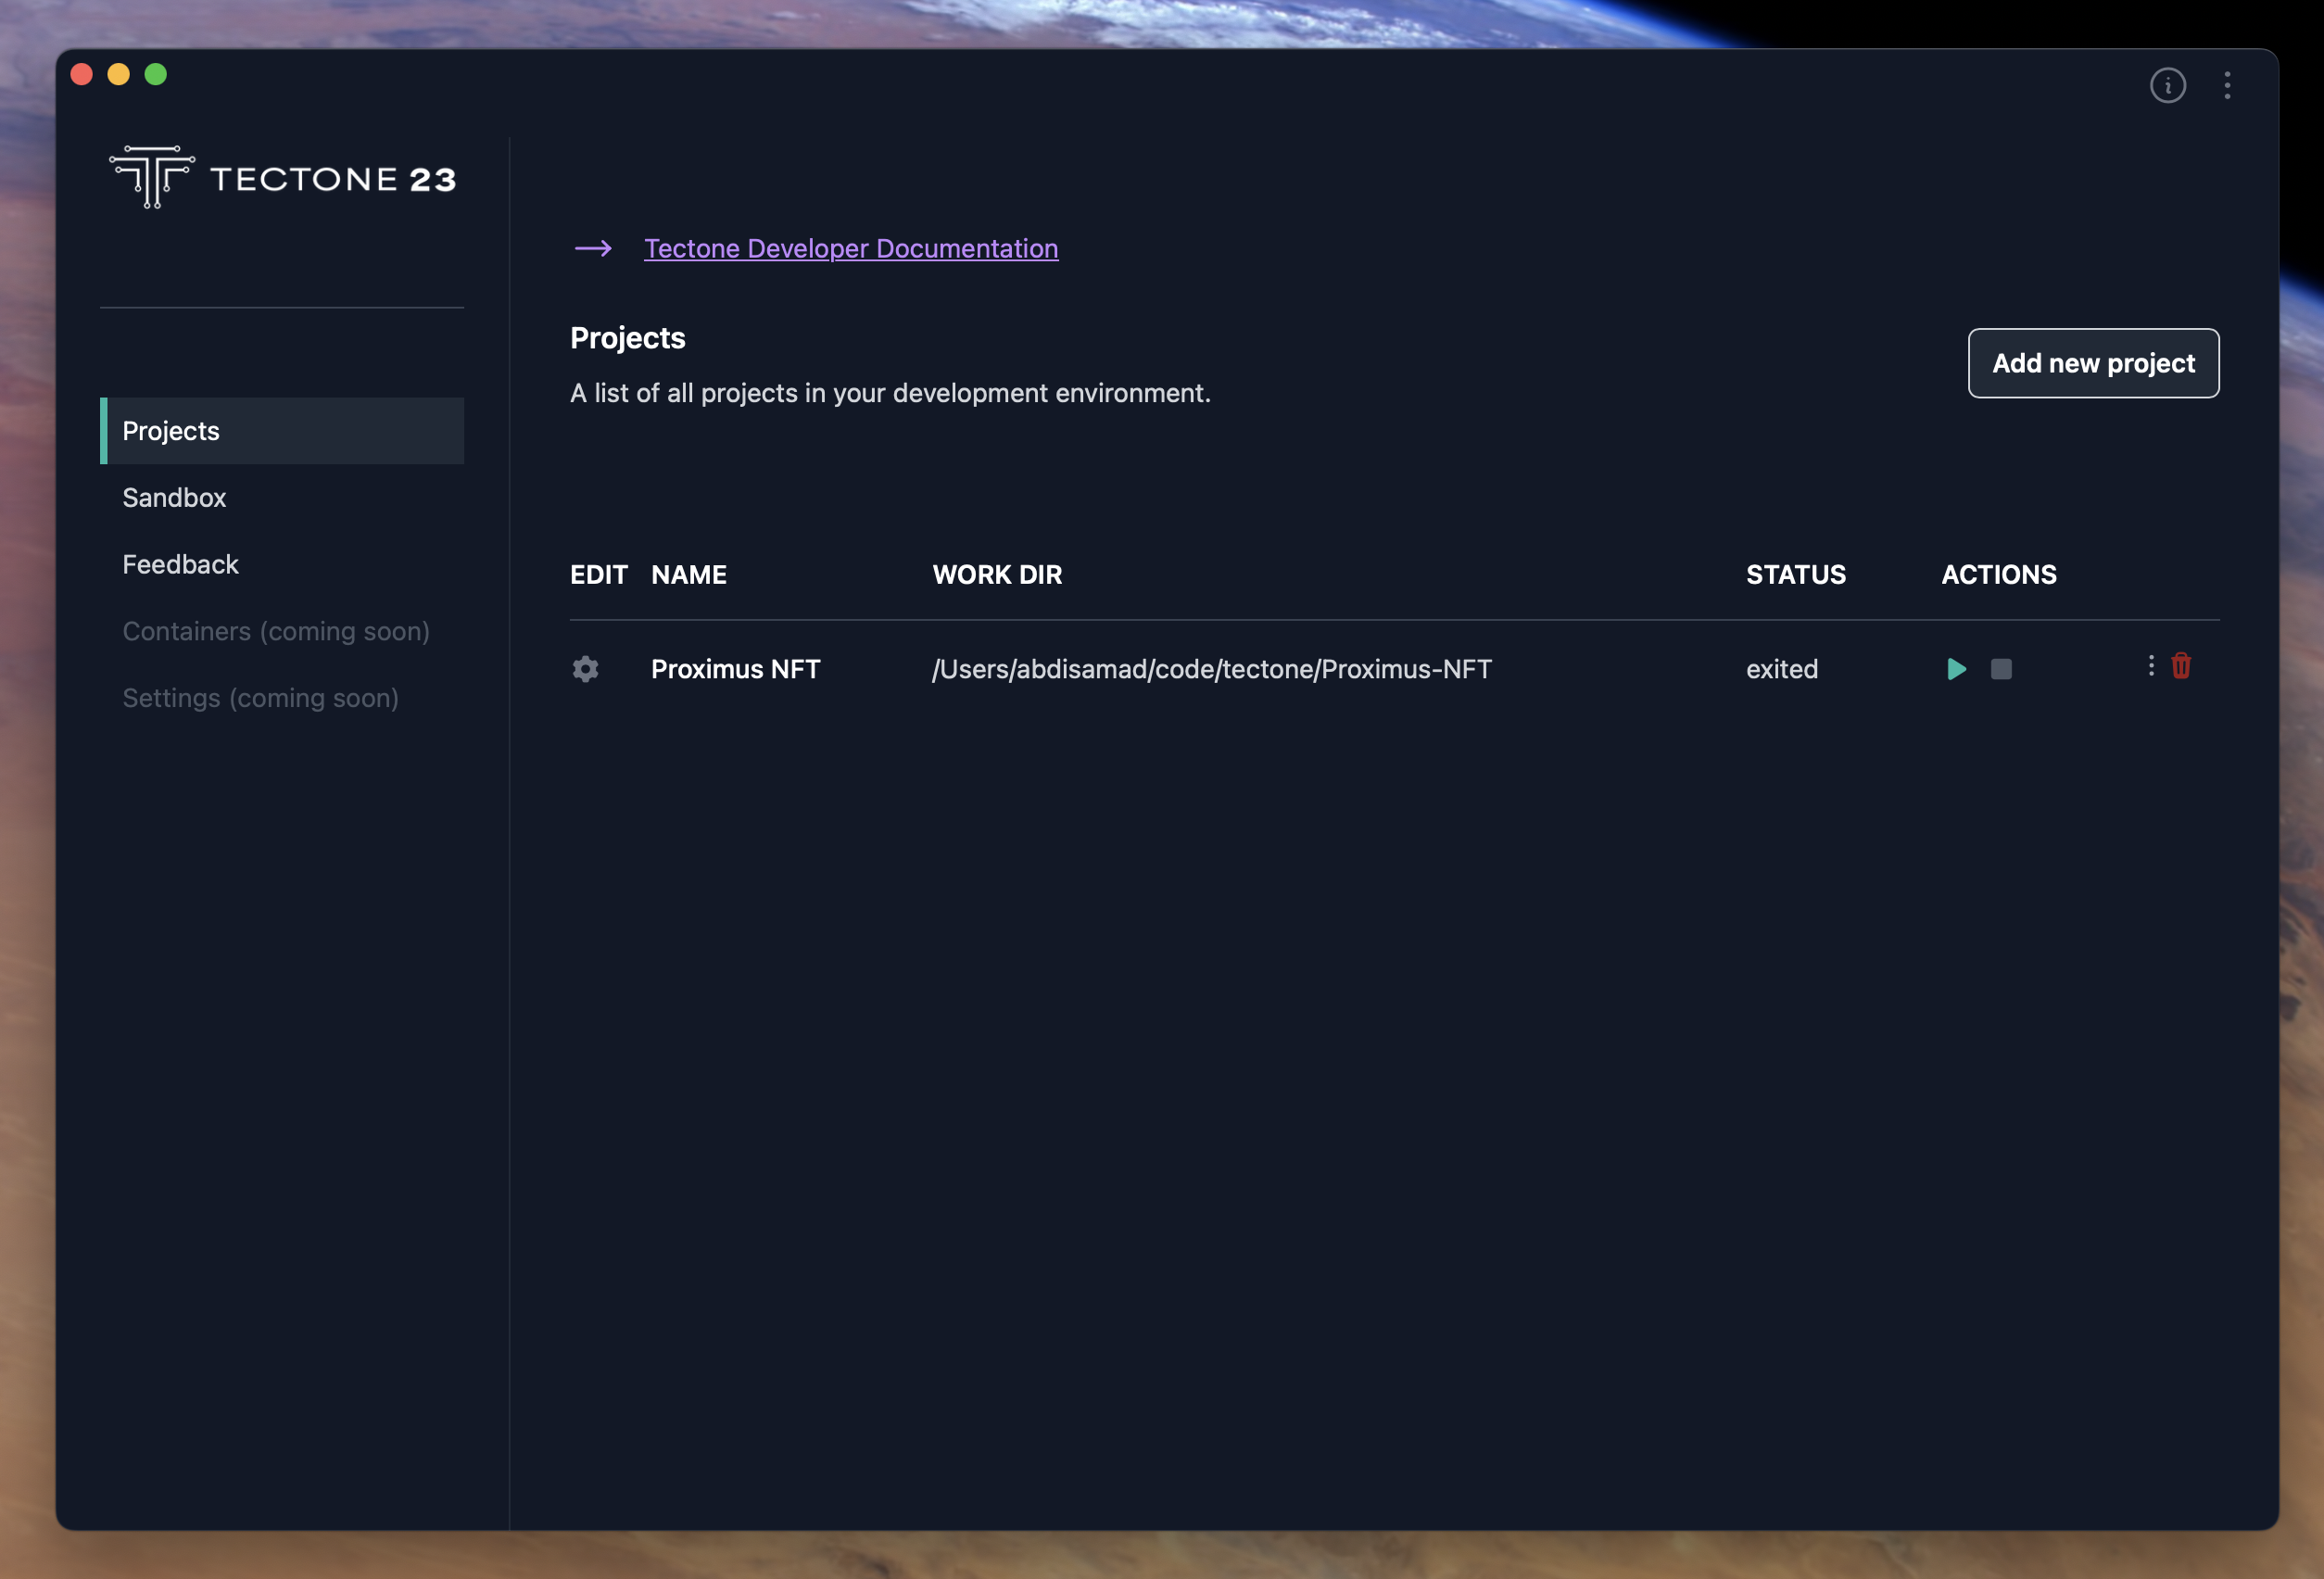 TECTONE 23
Projects
Sandbox
Feedback
Containers (coming soon)
Settings (coming soon)
Tectone Developer Documentation
Projects
A list of all projects in your development environment.
Add new project
EDIT NAME WORK DIR STATUS ACTIONS
Proximus NFT /Users/abdisamad/code/tectone/Proximus-NFT exited